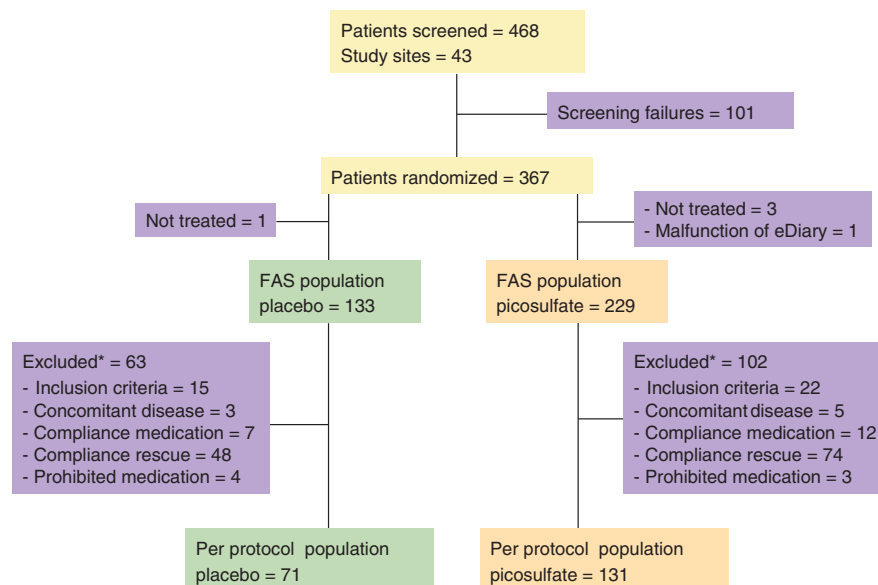 Patients screened = 468
Study sites = 43
Screening failures = 101
Patients randomized = 367
Not treated = 1
- Not treated = 3
- Malfunction of eDiary = 1
FAS population
placebo = 133
FAS population
picosulfate = 229
Excluded* = 63
- Inclusion criteria = 15
- Concomitant disease = 3
- Compliance medication = 7
- Compliance rescue = 48
- Prohibited medication = 4
Excluded* = 102
- Inclusion criteria = 22
- Concomitant disease = 5
- Compliance medication = 12
- Compliance rescue = 74
- Prohibited medication = 3
Per protocol population
placebo = 71
Per protocol population
picosulfate = 131